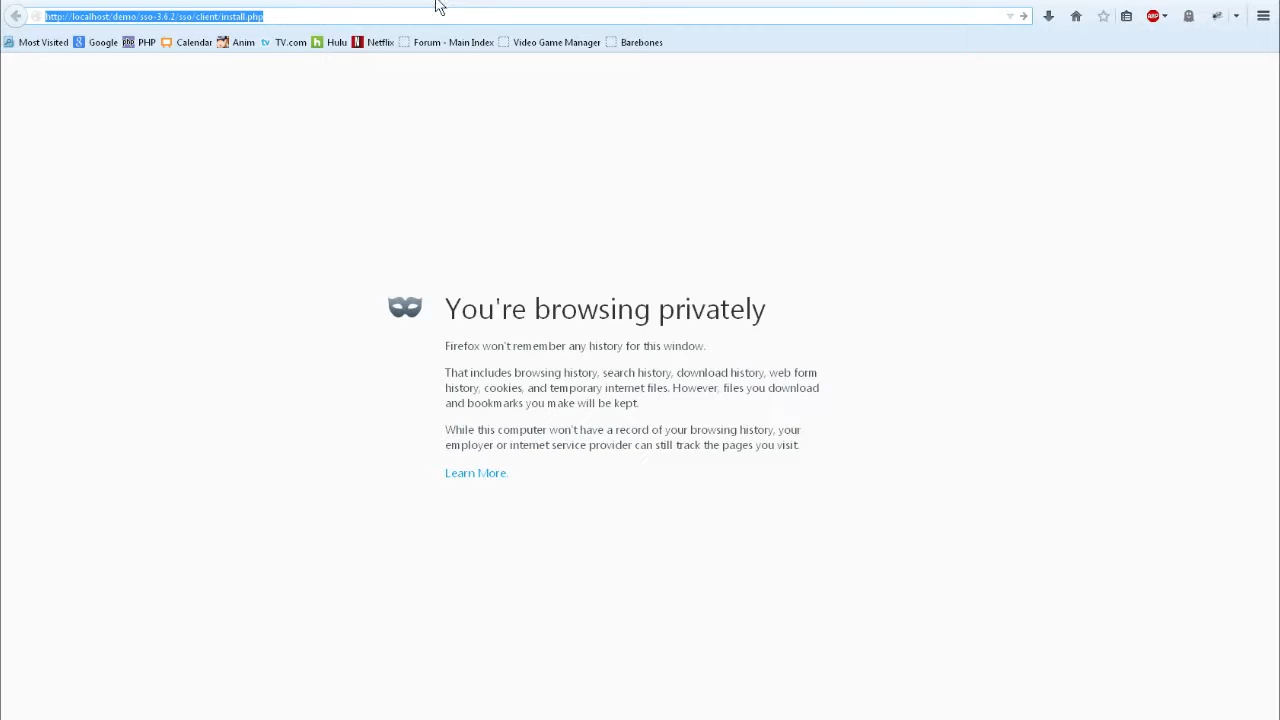 http://localhost/demo/sso-3.6.2/sso/client/install.php
ABP
Most Visited Google PHP Calendar Anim TV.com Hulu Netflix Forum - Main Index Video Game Manager Barebones
You're browsing privately
Firefox won't remember any history for this window.
That includes browsing history, search history, download history, web form
history, cookies, and temporary internet files. However, files you download
and bookmarks you make will be kept.
While this computer won't have a record of your browsing history, your
employer or internet service provider can still track the pages you visit.
Learn More.